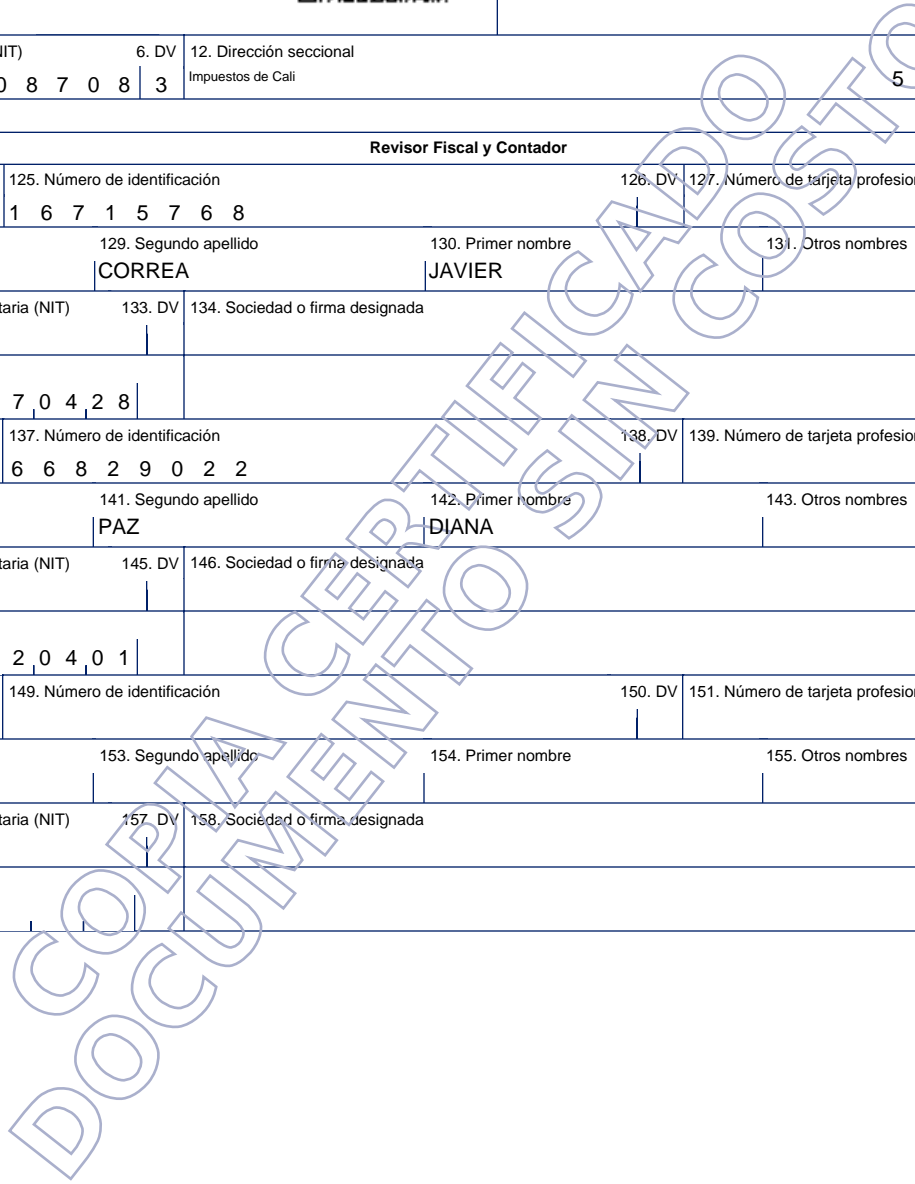 NIT) 6. DV 12. Dirección seccional
0 8 7 0 8 3 Impuestos de Cali 5
Revisor Fiscal y Contador
125. Número de identificación 126. DV 127. Número de tarjeta profesion
1 6 7 1 5 7 6 8
129. Segundo apellido 130. Primer nombre 131. Otros nombres
CORREA JAVIER
taria (NIT) 133. DV 134. Sociedad o firma designada
7 0 4 2 8
137. Número de identificación 138. DV 139. Número de tarjeta profesion
6 6 8 2 9 0 2 2
141. Segundo apellido 142. Primer nombre 143. Otros nombres
PAZ DIANA
taria (NIT) 145. DV 146. Sociedad o firma designada
2 0 4 0 1
149. Número de identificación 150. DV 151. Número de tarjeta profesion
153. Segundo apellido 154. Primer nombre 155. Otros nombres
taria (NIT) 157. DV 158. Sociedad o firma designada
COPIA CERTIFICADO
DOCUMENTO SIN COSTO